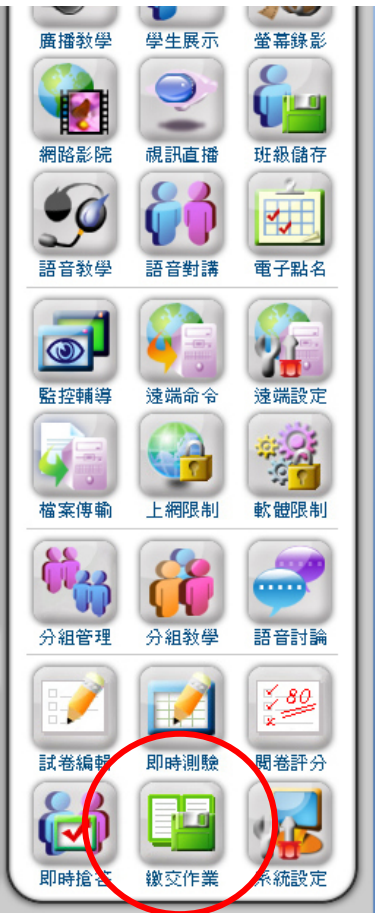 廣播教學 學生展示 螢幕錄影
網路影院 視訊直播 班級儲存
語音教學 語音對講 電子點名
監控輔導 遠端命令 遠端設定
檔案傳輸 上網限制 軟體限制
分組管理 分組教學 語音討論
80
試卷編輯 即時測驗 閱卷評分
即時搶答 繳交作業 系統設定